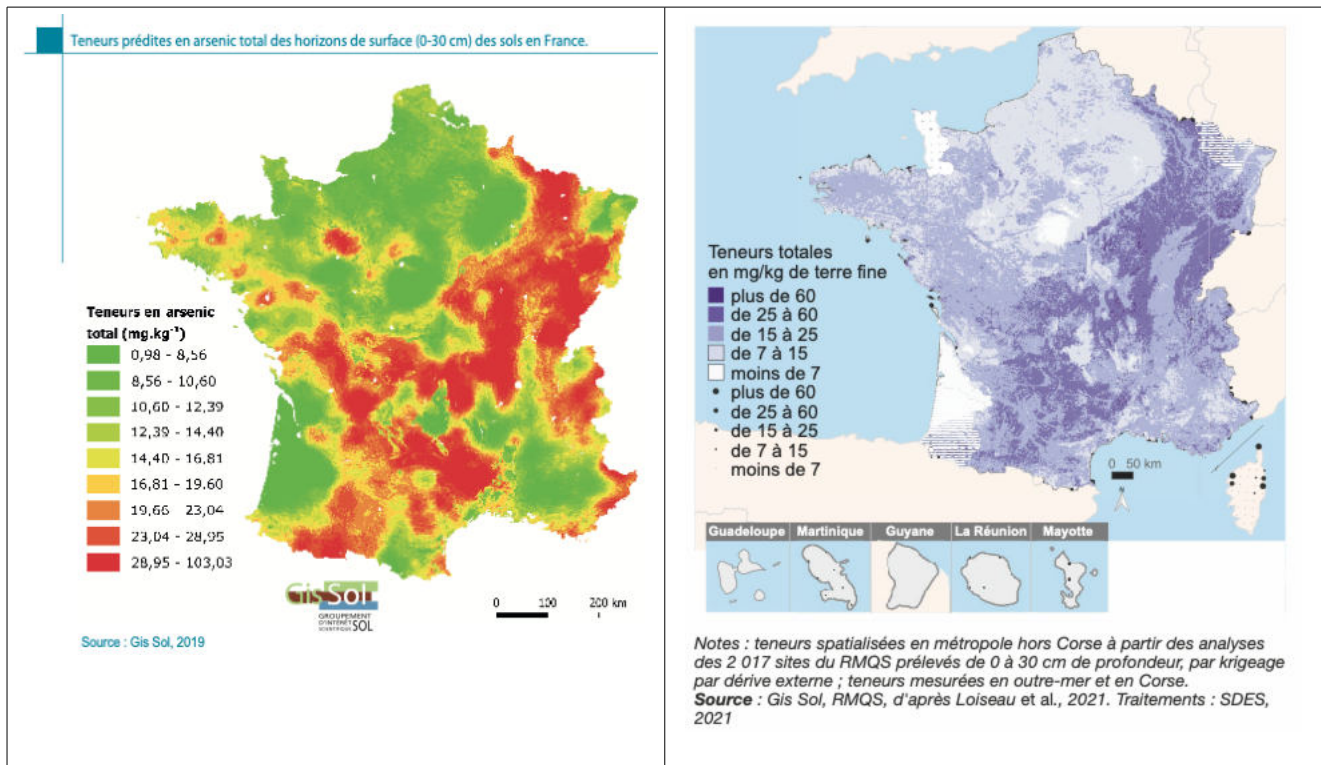 Teneurs prédites en arsenic total des horizons de surface (0-30 cm) des sols en France.
Teneurs en arsenic
total (mg.kg⁻¹)
0,98 - 8,56
8,56 - 10,60
10,60 - 12,39
12,39 - 14,40
14,40 - 16,81
16,81 - 19,60
19,66 - 23,04
23,04 - 28,95
28,95 - 103,03
Gis Sol
GROUPEMENT
D'INTÉRÊT
SCIENTIFIQUE SOL
0 100 200 km
Source : Gis Sol, 2019
Teneurs totales
en mg/kg de terre fine
plus de 60
de 25 à 60
de 15 à 25
de 7 à 15
moins de 7
plus de 60
de 25 à 60
de 15 à 25
de 7 à 15
moins de 7
0 50 km
N
Guadeloupe Martinique Guyane La Réunion Mayotte
Notes : teneurs spatialisées en métropole hors Corse à partir des analyses
des 2 017 sites du RMQS prélevés de 0 à 30 cm de profondeur, par krigeage
par dérive externe ; teneurs mesurées en outre-mer et en Corse.
Source : Gis Sol, RMQS, d'après Loiseau et al., 2021. Traitements : SDES,
2021